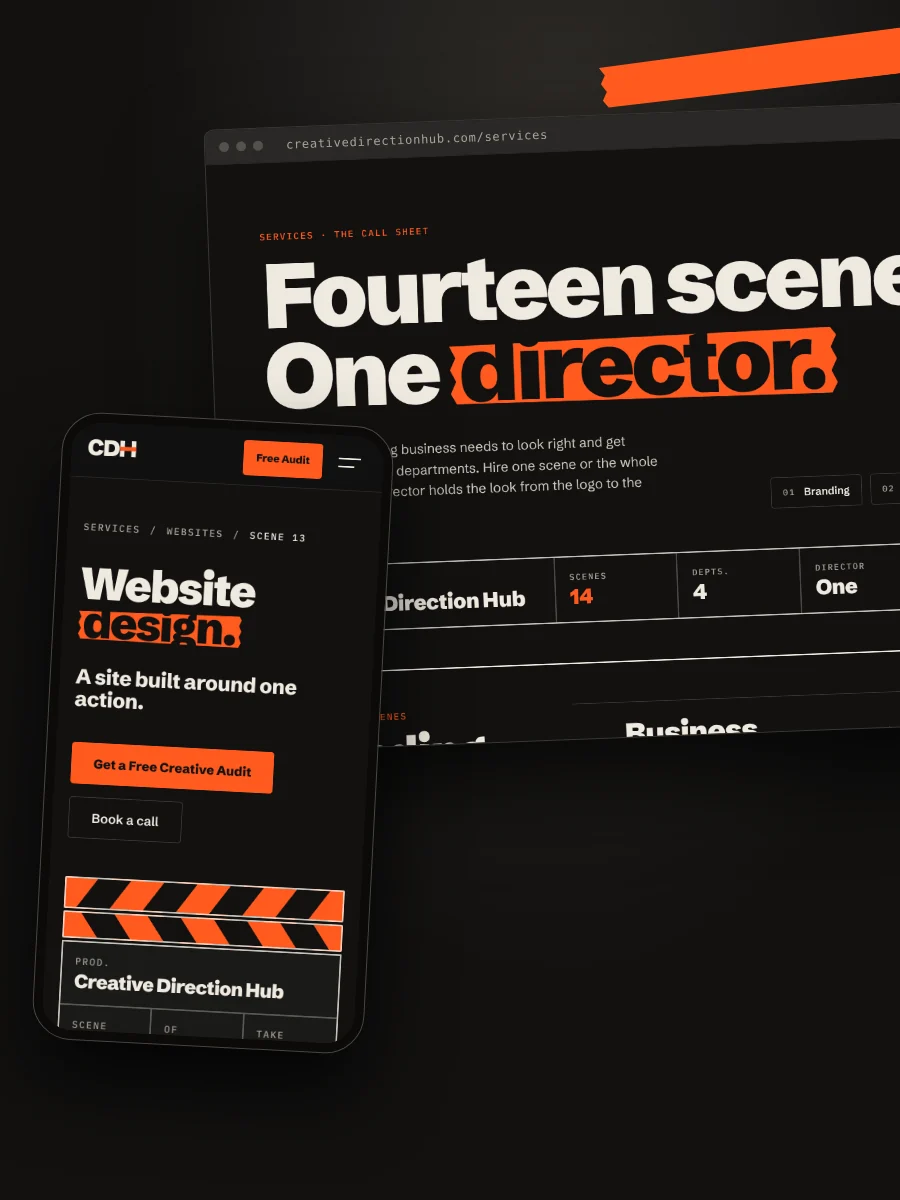 creativedirectionhub.com/services
SERVICES · THE CALL SHEET
Fourteen scene
One director.
business needs to look right and get
departments. Hire one scene or the whole
holds the look from the logo to the
01 Branding 02
Direction Hub
SCENES
14
DEPTS.
4
DIRECTOR
One
Business
CDH
Free Audit
SERVICES / WEBSITES / SCENE 13
Website
design.
A site built around one
action.
Get a Free Creative Audit
Book a call
PROD.
Creative Direction Hub
SCENE
OF
TAKE